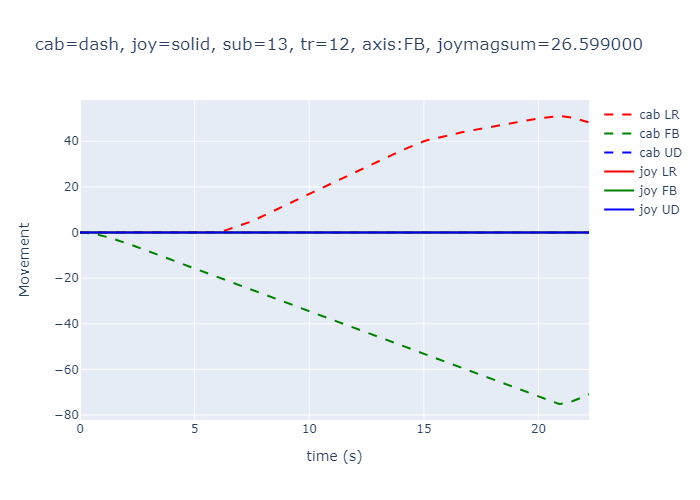 cab=dash, joy=solid, sub=13, tr=12, axis:FB, joymagsum=26.599000
cab LR
cab FB
cab UD
joy LR
joy FB
joy UD
Movement
40
20
0
−20
−40
−60
−80
0
5
10
15
20
time (s)